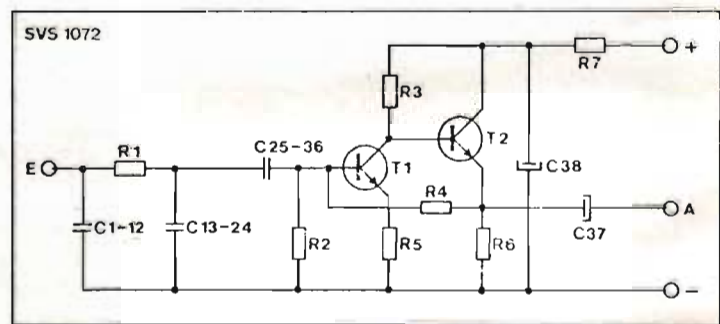 SVS 1072
R7
+
R3
R1
C25-36
T2
E
T1
C38
R4
A
C1-12
C13-24
R2
R5
R6
C37
-